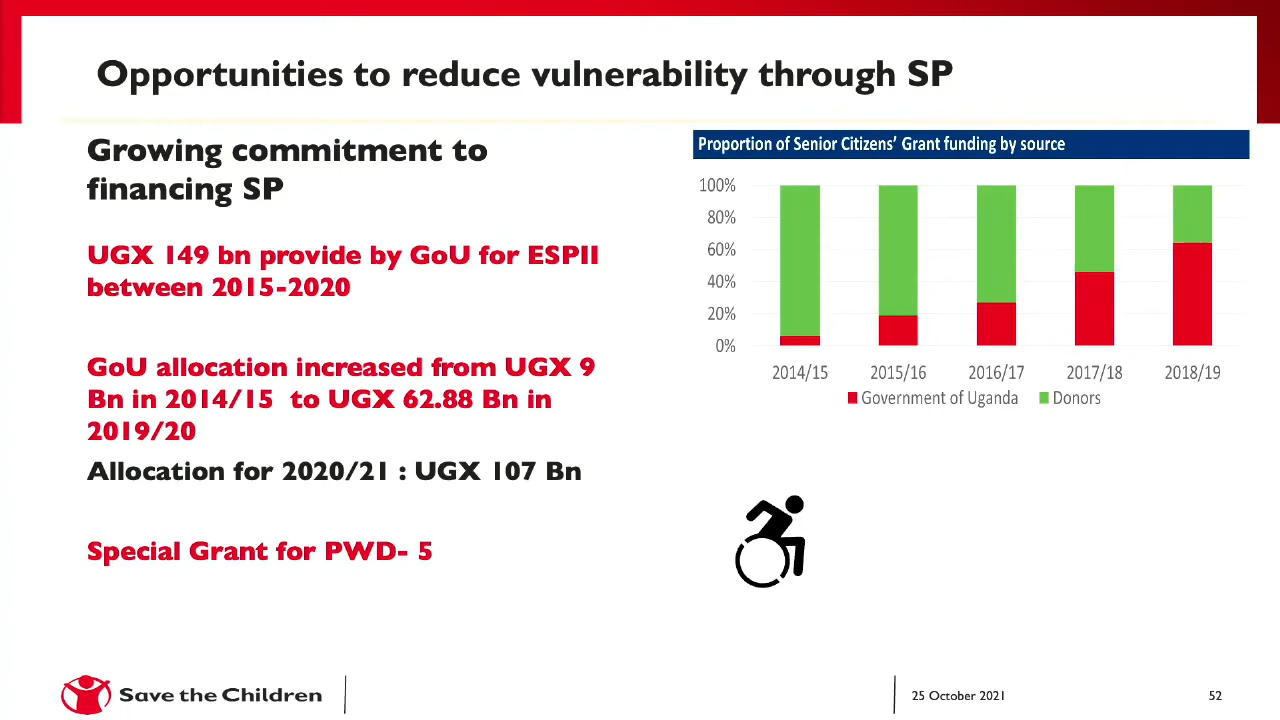 Opportunities to reduce vulnerability through SP
Growing commitment to
financing SP
UGX 149 bn provide by GoU for ESPII
between 2015-2020
GoU allocation increased from UGX 9
Bn in 2014/15 to UGX 62.88 Bn in
2019/20
Allocation for 2020/21 : UGX 107 Bn
Special Grant for PWD- 5
Proportion of Senior Citizens' Grant funding by source
100%
80%
60%
40%
20%
0%
2014/15 2015/16 2016/17 2017/18 2018/19
Government of Uganda Donors
Save the Children
25 October 2021
52